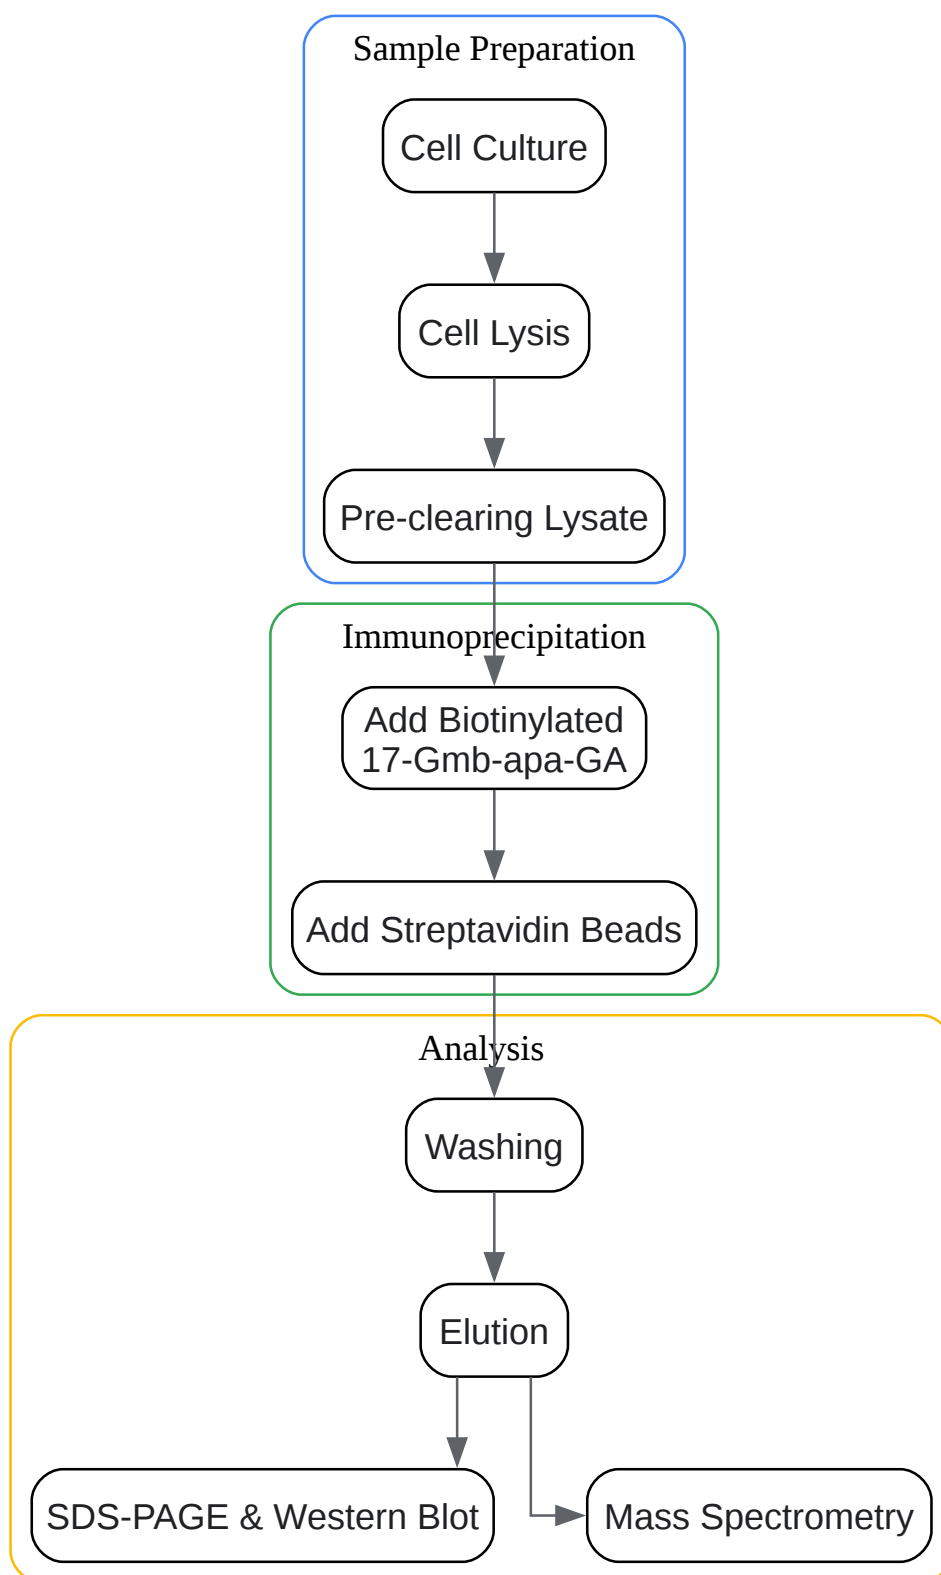 Sample Preparation
Cell Culture
Cell Lysis
Pre-clearing Lysate
Immunoprecipitation
Add Biotinylated
17-Gmb-apa-GA
Add Streptavidin Beads
Analysis
Washing
Elution
SDS-PAGE & Western Blot
Mass Spectrometry